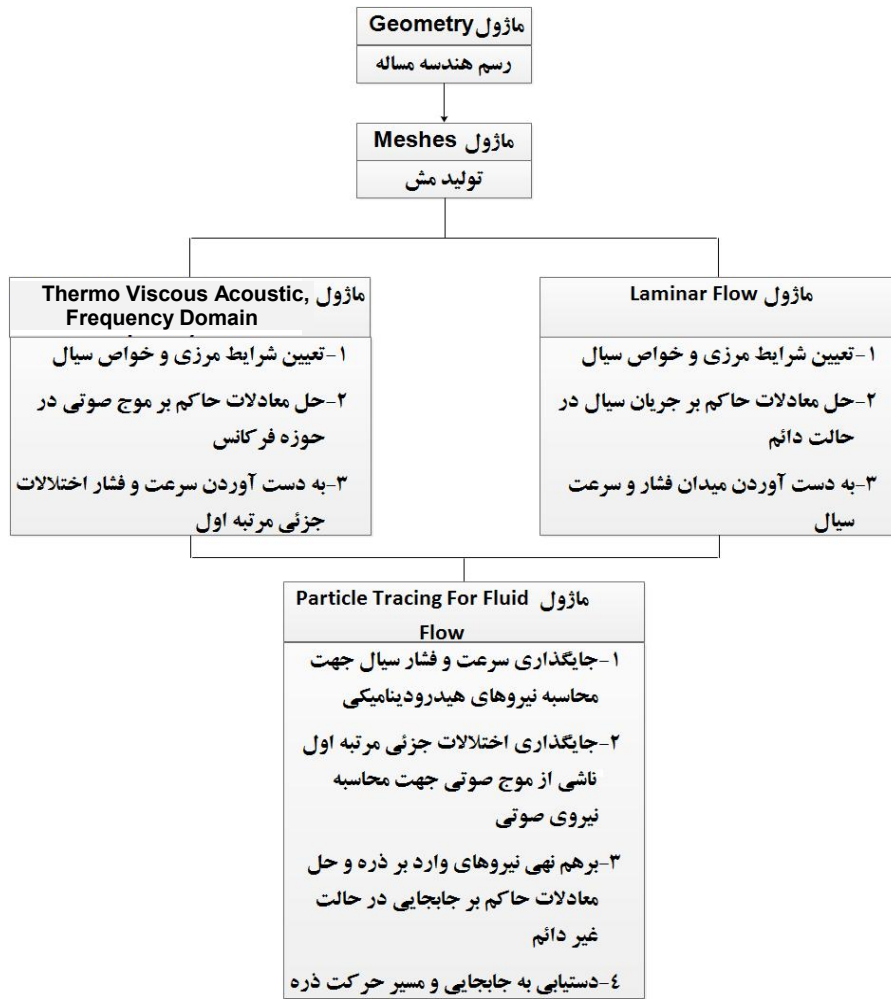 ماژول Geometry
رسم هندسه مساله
ماژول Meshes
تولید مش
ماژول Thermo Viscous Acoustic,
Frequency Domain
۱-تعیین شرایط مرزی و خواص سیال
۲-حل معادلات حاکم بر موج صوتی در
حوزه فرکانس
۳-به دست آوردن سرعت و فشار اختلالات
جزئی مرتبه اول
ماژول Laminar Flow
۱-تعیین شرایط مرزی و خواص سیال
۲-حل معادلات حاکم بر جریان سیال در
حالت دائم
۳-به دست آوردن میدان فشار و سرعت
سیال
ماژول Particle Tracing For Fluid
Flow
۱-جایگذاری سرعت و فشار سیال جهت
محاسبه نیروهای هیدرودینامیکی
۲-جایگذاری اختلالات جزئی مرتبه اول
ناشی از موج صوتی جهت محاسبه
نیروی صوتی
۳-برهم نهی نیروهای وارد بر ذره و حل
معادلات حاکم بر جابجایی در حالت
غیر دائم
٤-دستیابی به جابجایی و مسیر حرکت ذره